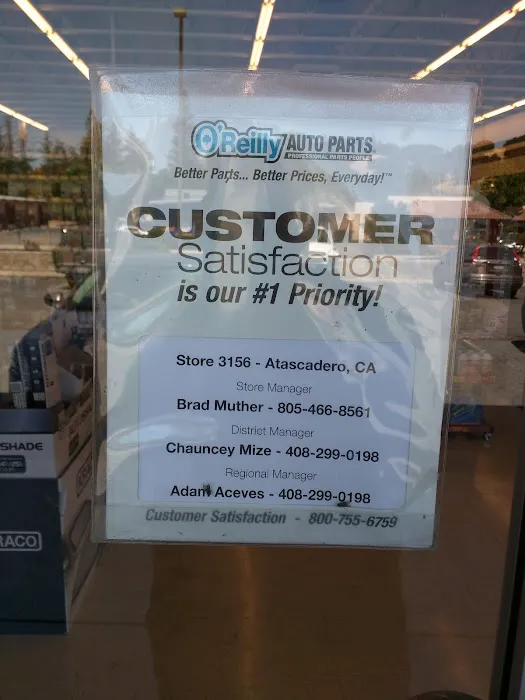 O'Reilly AUTO PARTS
PROFESSIONAL PARTS PEOPLE
Better Parts... Better Prices, Everyday!™
CUSTOMER
Satisfaction
is our #1 Priority!
Store 3156 - Atascadero, CA
Store Manager
Brad Muther - 805-466-8561
District Manager
Chauncey Mize - 408-299-0198
Regional Manager
Adam Aceves - 408-299-0198
Customer Satisfaction - 800-755-6759
SHADE
RACO